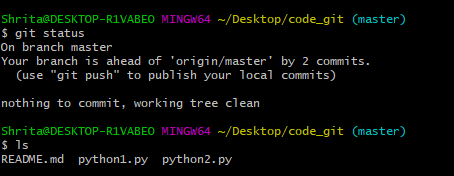 Shrita@DESKTOP-R1VABEO MINGW64 ~/Desktop/code_git (master)
$ git status
On branch master
Your branch is ahead of 'origin/master' by 2 commits.
  (use "git push" to publish your local commits)

nothing to commit, working tree clean

Shrita@DESKTOP-R1VABEO MINGW64 ~/Desktop/code_git (master)
$ ls
README.md  python1.py  python2.py